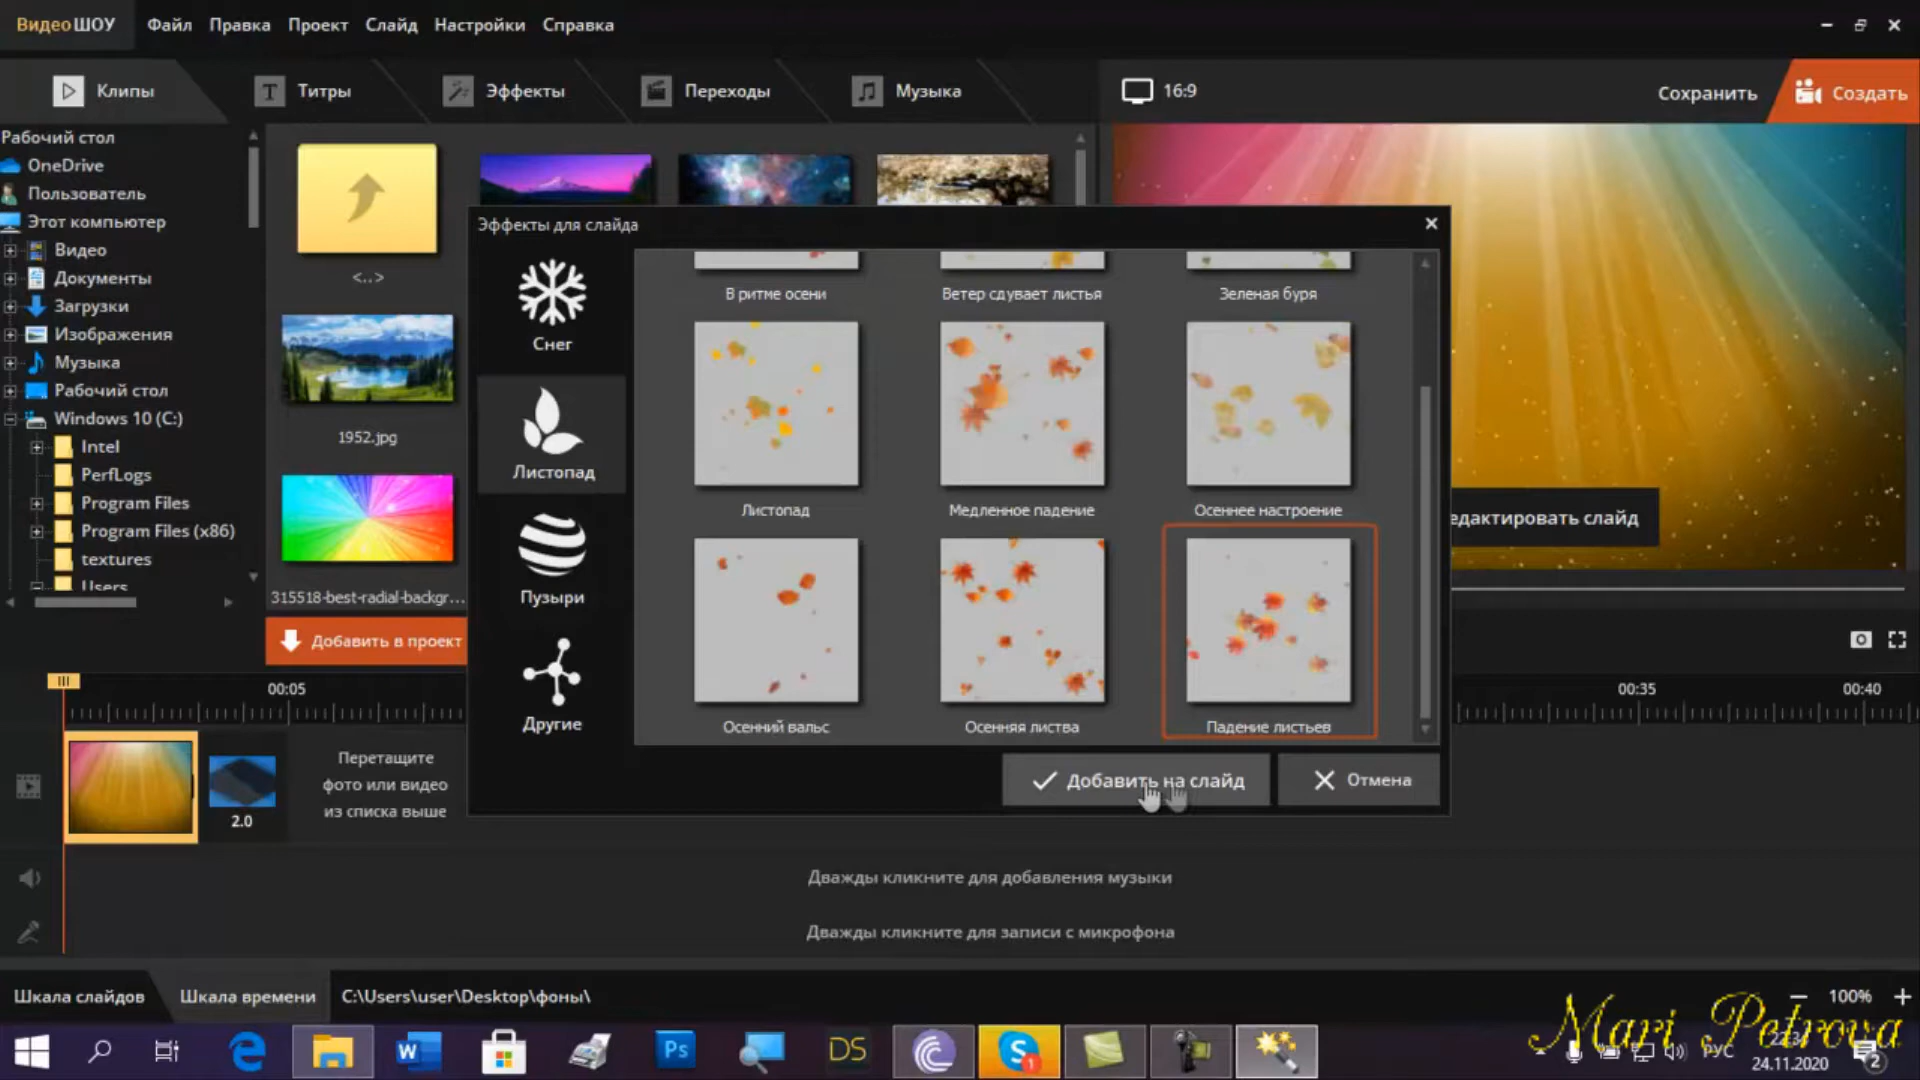 ВидеоШОУ Файл Правка Проект Слайд Настройки Справка
Клипы Титры Эффекты Переходы Музыка 16:9 Сохранить Создать
Рабочий стол
OneDrive
Пользователь
Этот компьютер
Видео
Документы
Загрузки
Изображения
Музыка
Рабочий стол
Windows 10 (C:)
Intel
PerfLogs
Program Files
Program Files (x86)
textures
Users
<..>
1952.jpg
315518-best-radial-backgr...
Добавить в проект
Эффекты для слайда
Снег
Листопад
Пузыри
Другие
В ритме осени Ветер сдувает листья Зеленая буря
Листопад Медленное падение Осеннее настроение
Осенний вальс Осенняя листва Падение листьев
Добавить на слайд Отмена
едактировать слайд
00:05 00:35 00:40
2.0
Перетащите
фото или видео
из списка выше
Дважды кликните для добавления музыки
Дважды кликните для записи с микрофона
Шкала слайдов Шкала времени C:\Users\user\Desktop\фоны\ 100%
Mari Petrova
W Ps DS S 1 РУС
24.11.2020 2